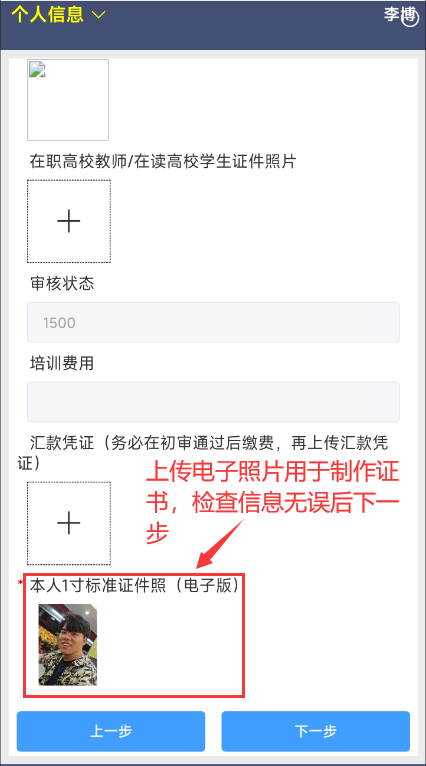 个人信息
李博
在职高校教师/在读高校学生证件照片
审核状态
1500
培训费用
汇款凭证（务必在初审通过后缴费，再上传汇款凭
证）
上传电子照片用于制作证
书，检查信息无误后下一
步
* 本人1寸标准证件照（电子版）
上一步
下一步